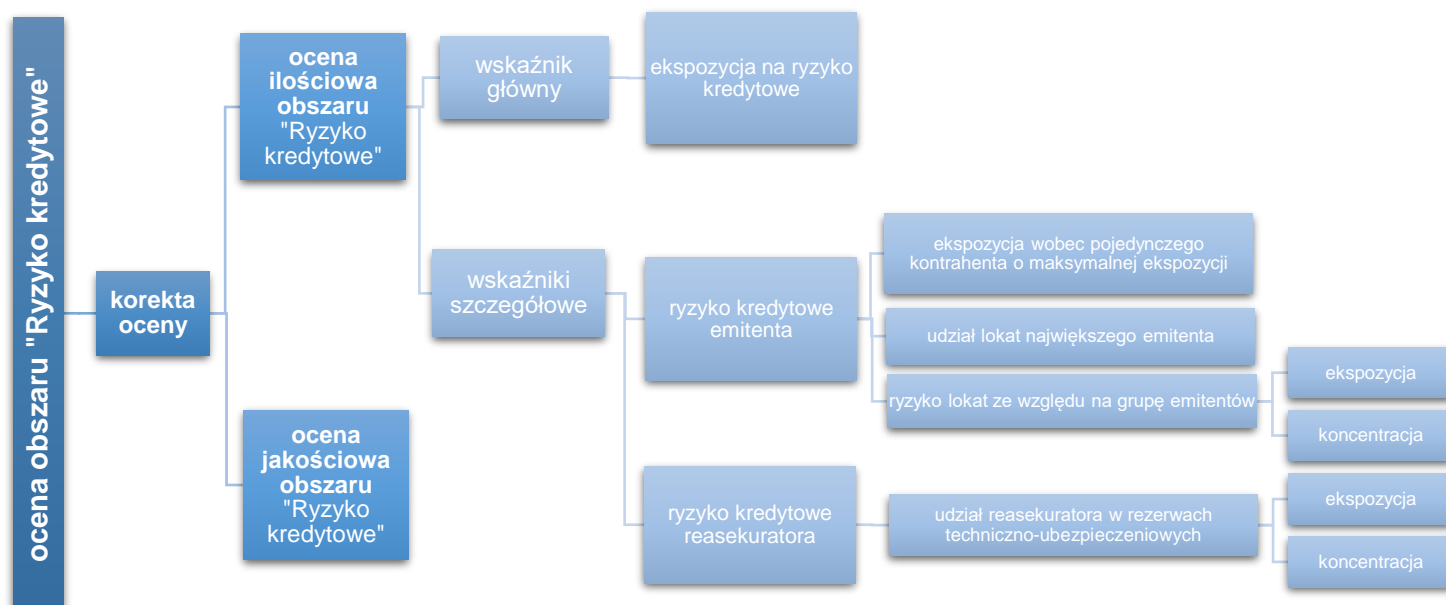 ocena obszaru "Ryzyko kredytowe"
korekta
oceny
ocena
ilościowa
obszaru
"Ryzyko
kredytowe"
wskaźnik
główny
ekspozycja na ryzyko
kredytowe
wskaźniki
szczegółowe
ryzyko kredytowe
emitenta
ekspozycja wobec pojedynczego
kontrahenta o maksymalnej ekspozycji
udział lokat największego emitenta
ryzyko lokat ze względu na grupę emitentów
ekspozycja
koncentracja
ryzyko kredytowe
reasekuratora
udział reasekuratora w rezerwach
techniczno-ubezpieczeniowych
ekspozycja
koncentracja
ocena
jakościowa
obszaru
"Ryzyko
kredytowe"